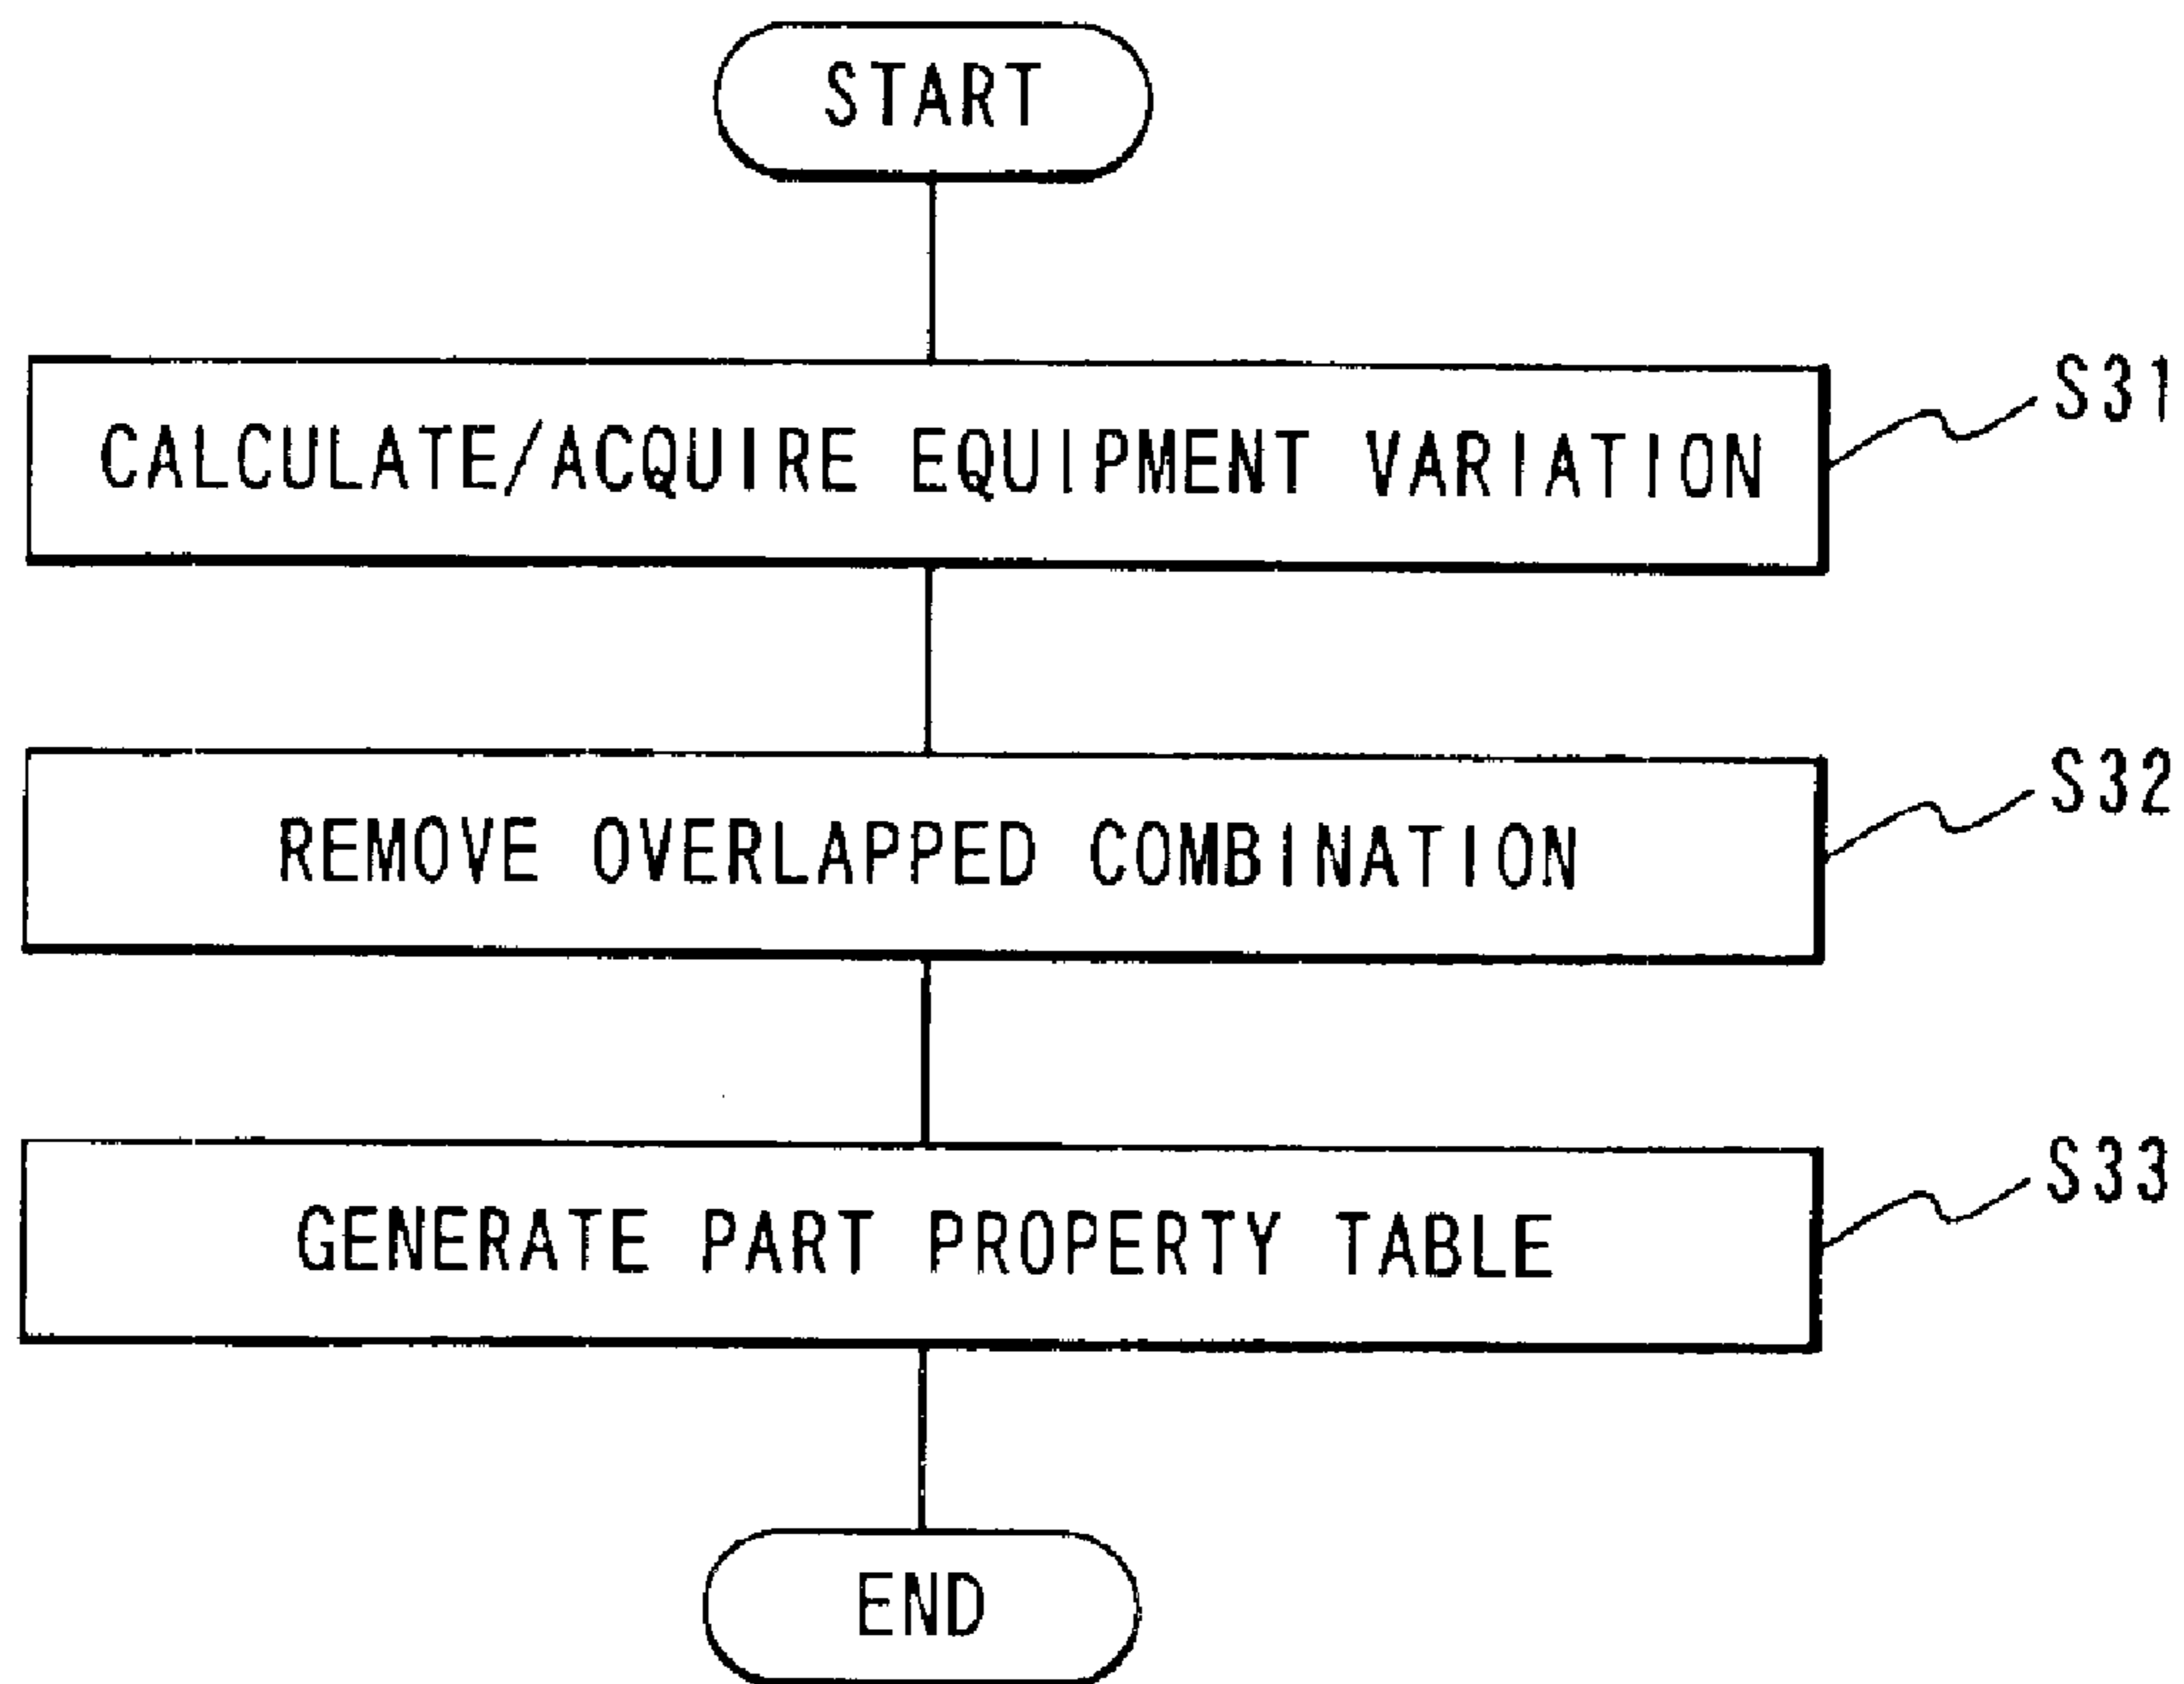 START
CALCULATE/ACQUIRE EQUIPMENT VARIATION
S31
REMOVE OVERLAPPED COMBINATION
S32
GENERATE PART PROPERTY TABLE
S33
END